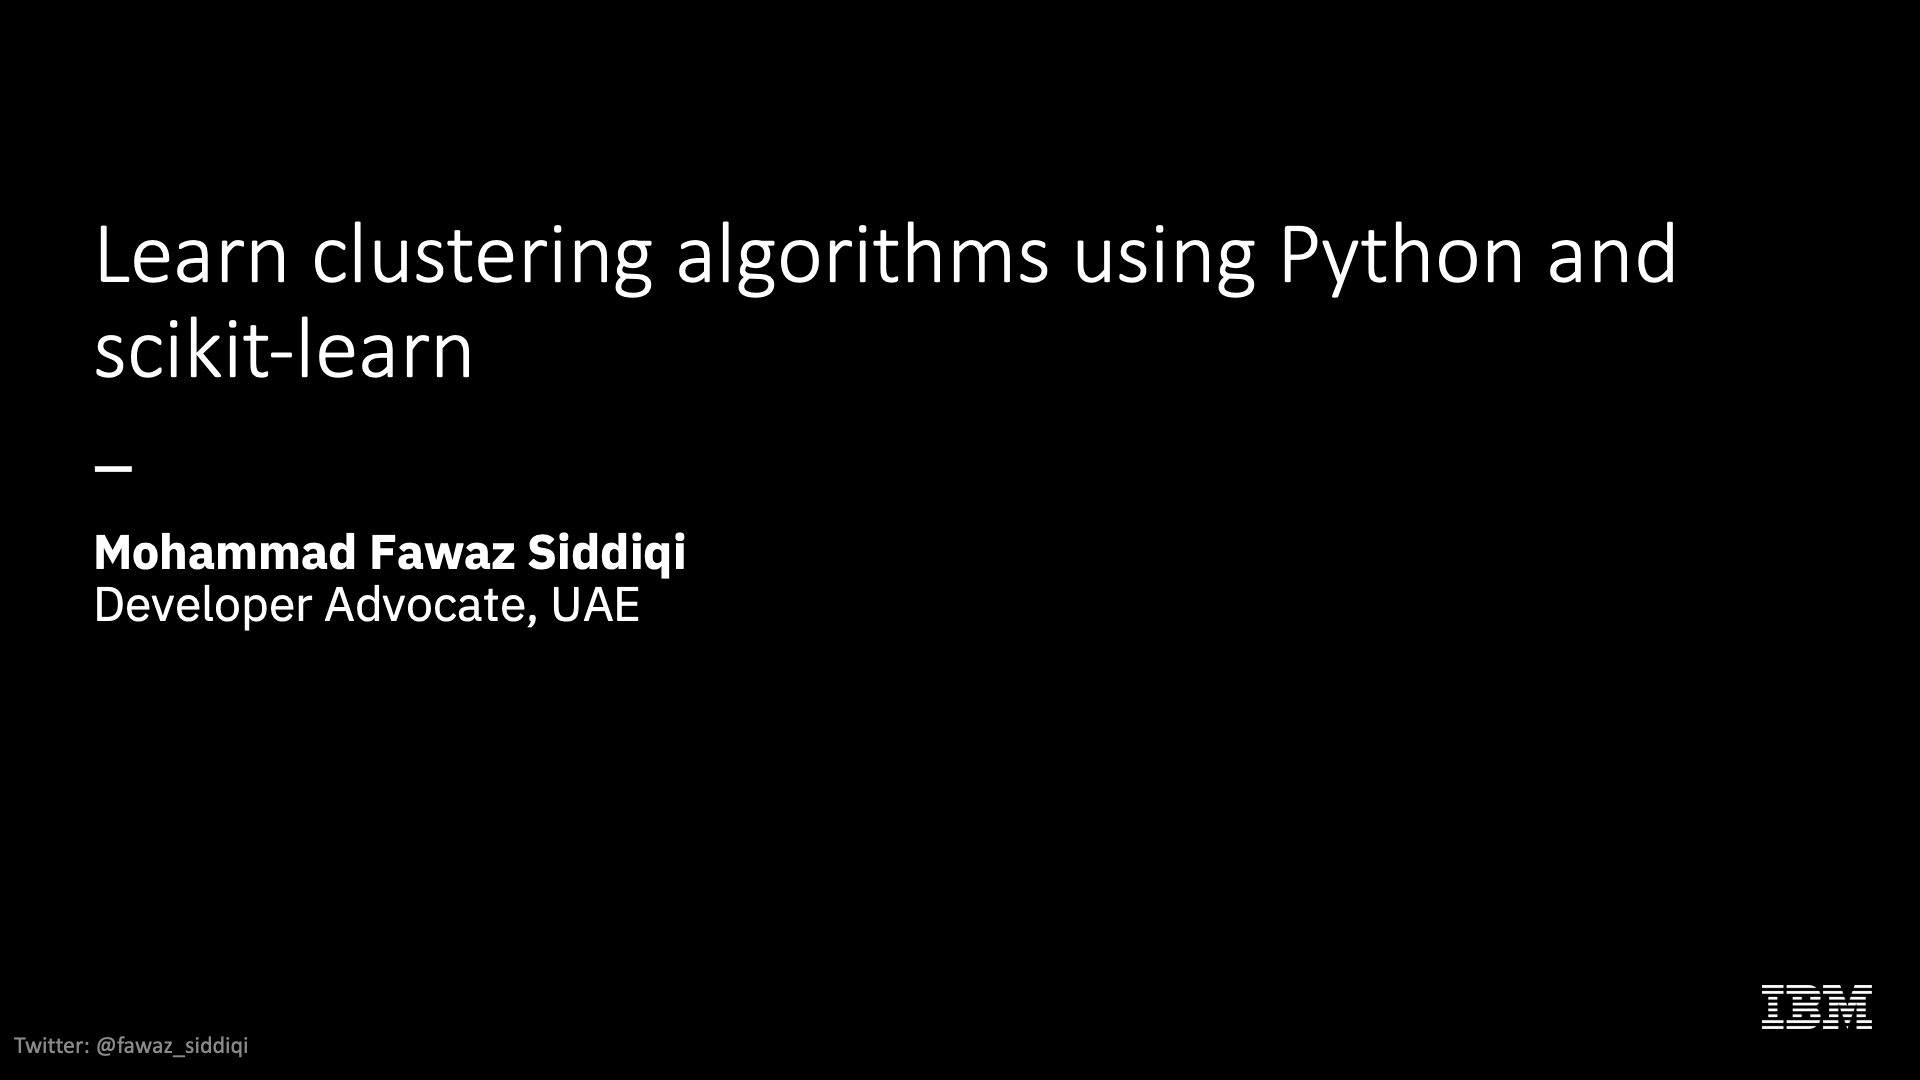 Learn clustering algorithms using Python and
scikit-learn
—
Mohammad Fawaz Siddiqi
Developer Advocate, UAE
IBM
Twitter: @fawaz_siddiqi